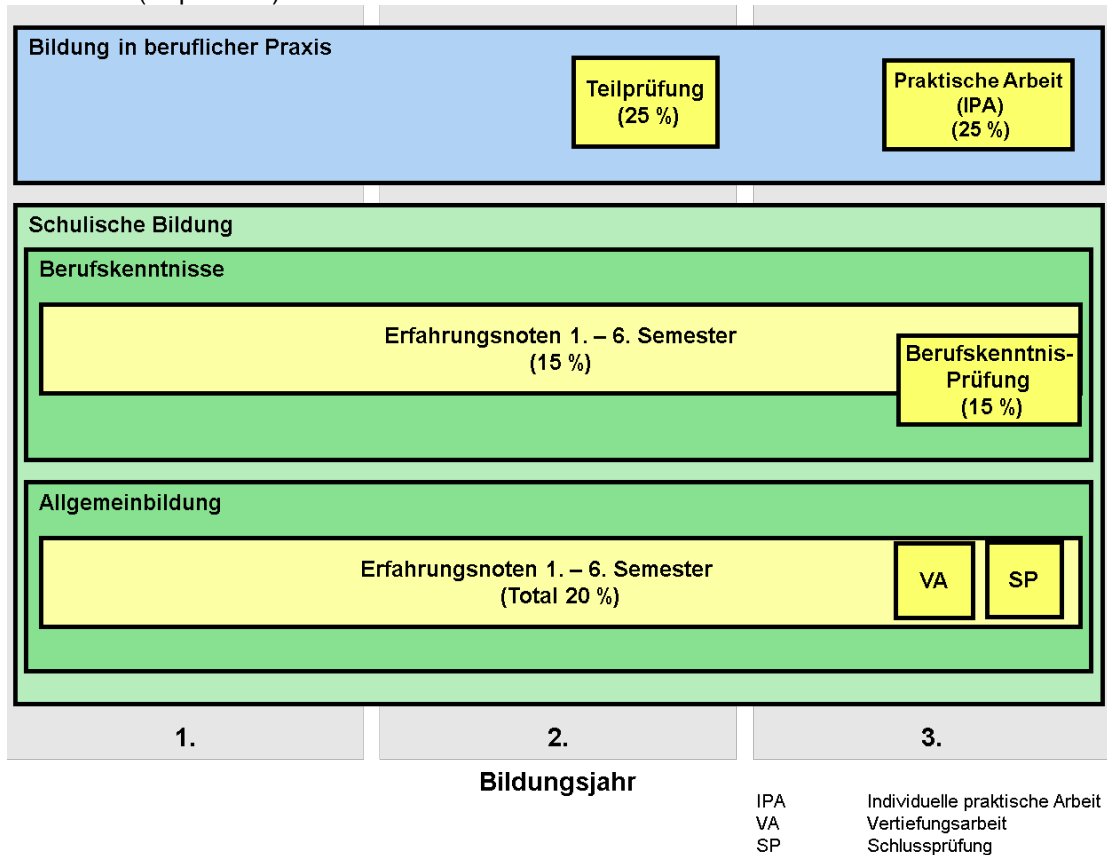 Bildung in beruflicher Praxis
Teilprüfung
(25 %)
Praktische Arbeit
(IPA)
(25 %)
Schulische Bildung
Berufskenntnisse
Erfahrungsnoten 1. – 6. Semester
(15 %)
Berufskenntnis-
Prüfung
(15 %)
Allgemeinbildung
Erfahrungsnoten 1. – 6. Semester
(Total 20 %)
VA
SP
1.
2.
3.
Bildungsjahr
IPA Individuelle praktische Arbeit
VA Vertiefungsarbeit
SP Schlussprüfung